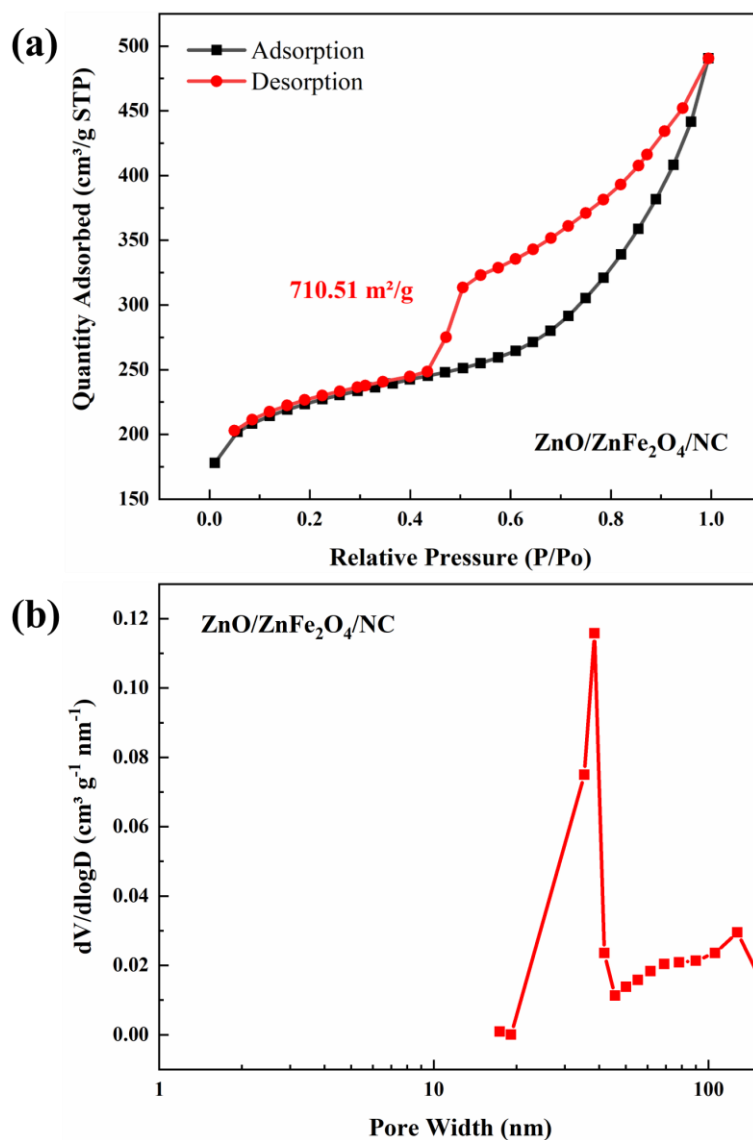 (a)
Adsorption
Desorption
500
450
400
350
300
250
200
150
Quantity Adsorbed (cm³/g STP)
710.51 m²/g
ZnO/ZnFe₂O₄/NC
0.0 0.2 0.4 0.6 0.8 1.0
Relative Pressure (P/Po)
(b)
ZnO/ZnFe₂O₄/NC
0.12
0.10
0.08
0.06
0.04
0.02
0.00
dV/dlogD (cm³ g⁻¹ nm⁻¹)
1 10 100
Pore Width (nm)